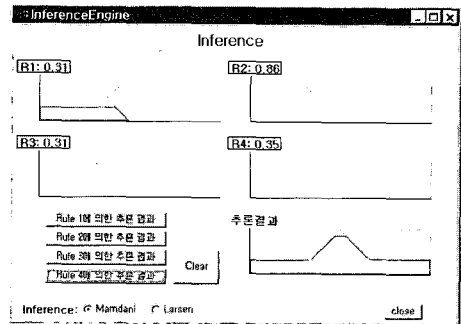 InferenceEngine
Inference
R1: 0.31
R2: 0.86
R3: 0.31
R4: 0.35
Rule 1에 의한 추론 결과
Rule 2에 의한 추론 결과
Rule 3에 의한 추론 결과
Rule 4에 의한 추론 결과
Clear
추론결과
Inference: Mamdani Larsen
close